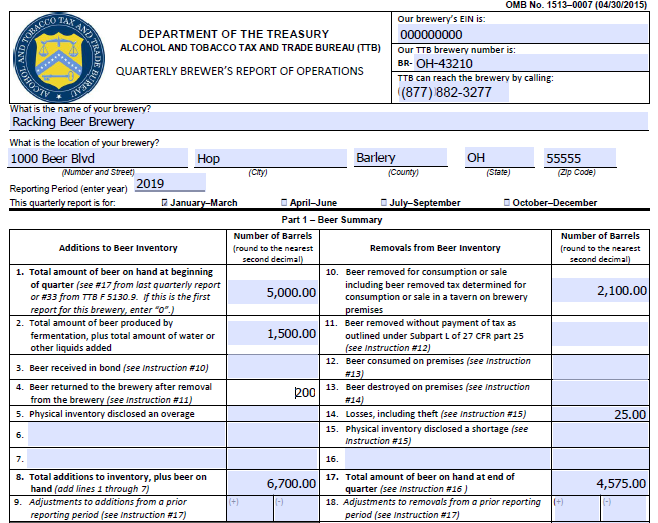 OMB No. 1513–0007 (04/30/2015)
ALCOHOL AND TOBACCO TAX AND TRADE BUREAU
DEPARTMENT OF THE TREASURY
ALCOHOL AND TOBACCO TAX AND TRADE BUREAU (TTB)
QUARTERLY BREWER'S REPORT OF OPERATIONS
Our brewery's EIN is:
000000000
Our TTB brewery number is:
BR- OH-43210
TTB can reach the brewery by calling:
(877) 882-3277
What is the name of your brewery?
Racking Beer Brewery
What is the location of your brewery?
1000 Beer Blvd Hop Barlery OH 55555
(Number and Street) (City) (County) (State) (Zip Code)
Reporting Period (enter year) 2019
This quarterly report is for: January–March April–June July–September October–December
Part 1 – Beer Summary
Additions to Beer Inventory
Number of Barrels
(round to the nearest
second decimal)
1. Total amount of beer on hand at beginning
of quarter (see #17 from last quarterly report
or #33 from TTB F 5130.9. If this is the first
report for this brewery, enter "0".)
5,000.00
2. Total amount of beer produced by
fermentation, plus total amount of water or
other liquids added
1,500.00
3. Beer received in bond (see Instruction #10)
4. Beer returned to the brewery after removal
from the brewery (see Instruction #11)
200
5. Physical inventory disclosed an overage
6.
7.
8. Total additions to inventory, plus beer on
hand (add lines 1 through 7)
6,700.00
9. Adjustments to additions from a prior
reporting period (see Instruction #17)
(+) (-)
Removals from Beer Inventory
Number of Barrels
(round to the nearest
second decimal)
10. Beer removed for consumption or sale
including beer removed tax determined for
consumption or sale in a tavern on brewery
premises
2,100.00
11. Beer removed without payment of tax as
outlined under Subpart L of 27 CFR part 25
(see Instruction #12)
12. Beer consumed on premises (see Instruction
#13)
13. Beer destroyed on premises (see Instruction
#14)
14. Losses, including theft (see Instruction #15)
25.00
15. Physical inventory disclosed a shortage (see
Instruction #15)
16.
17. Total amount of beer on hand at end of
quarter (see Instruction #16 )
4,575.00
18. Adjustments to removals from a prior reporting
period (see Instruction #17)
(+) (-)